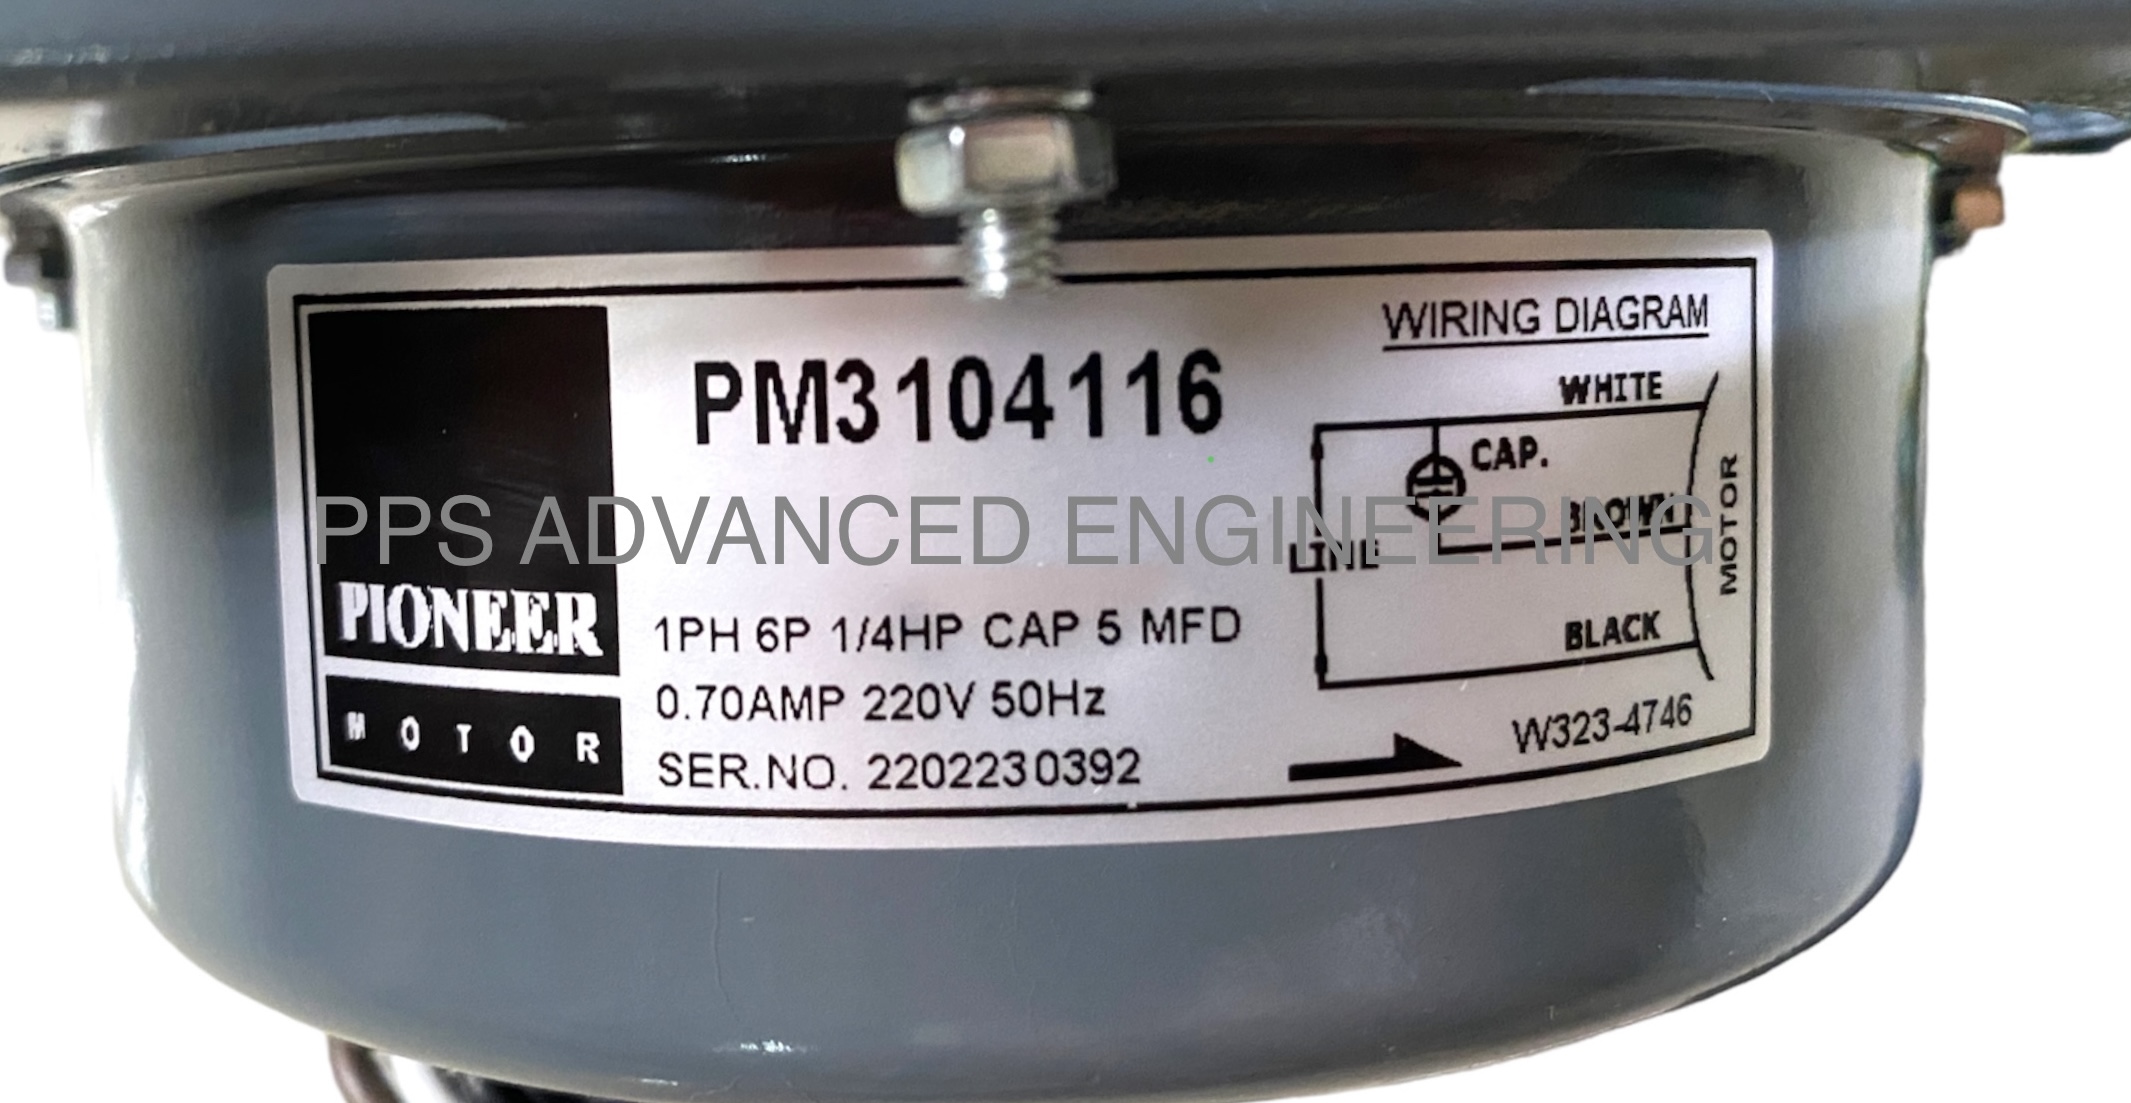 PIONEER
MOTOR
PM3104116
1PH 6P 1/4HP CAP 5 MFD
0.70AMP 220V 50Hz
SER.NO. 2202230392
WIRING DIAGRAM
WHITE
CAP.
BROWN
LINE
BLACK
MOTOR
W323-4746
PPS ADVANCED ENGINEERING